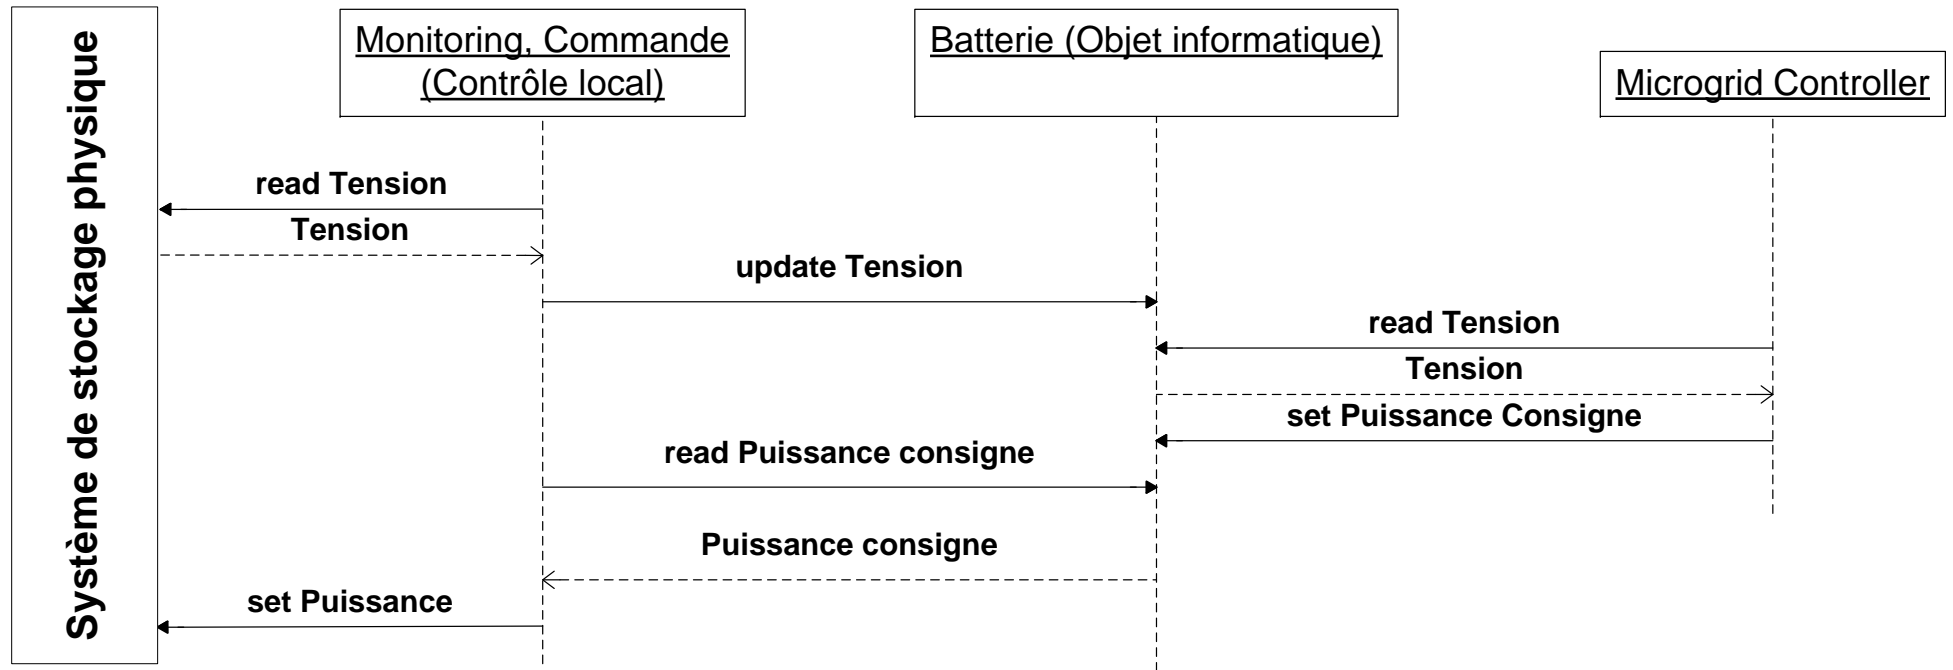 Système de stockage physique
Monitoring, Commande
(Contrôle local)
Batterie (Objet informatique)
Microgrid Controller
read Tension
Tension
update Tension
read Tension
Tension
set Puissance Consigne
read Puissance consigne
Puissance consigne
set Puissance